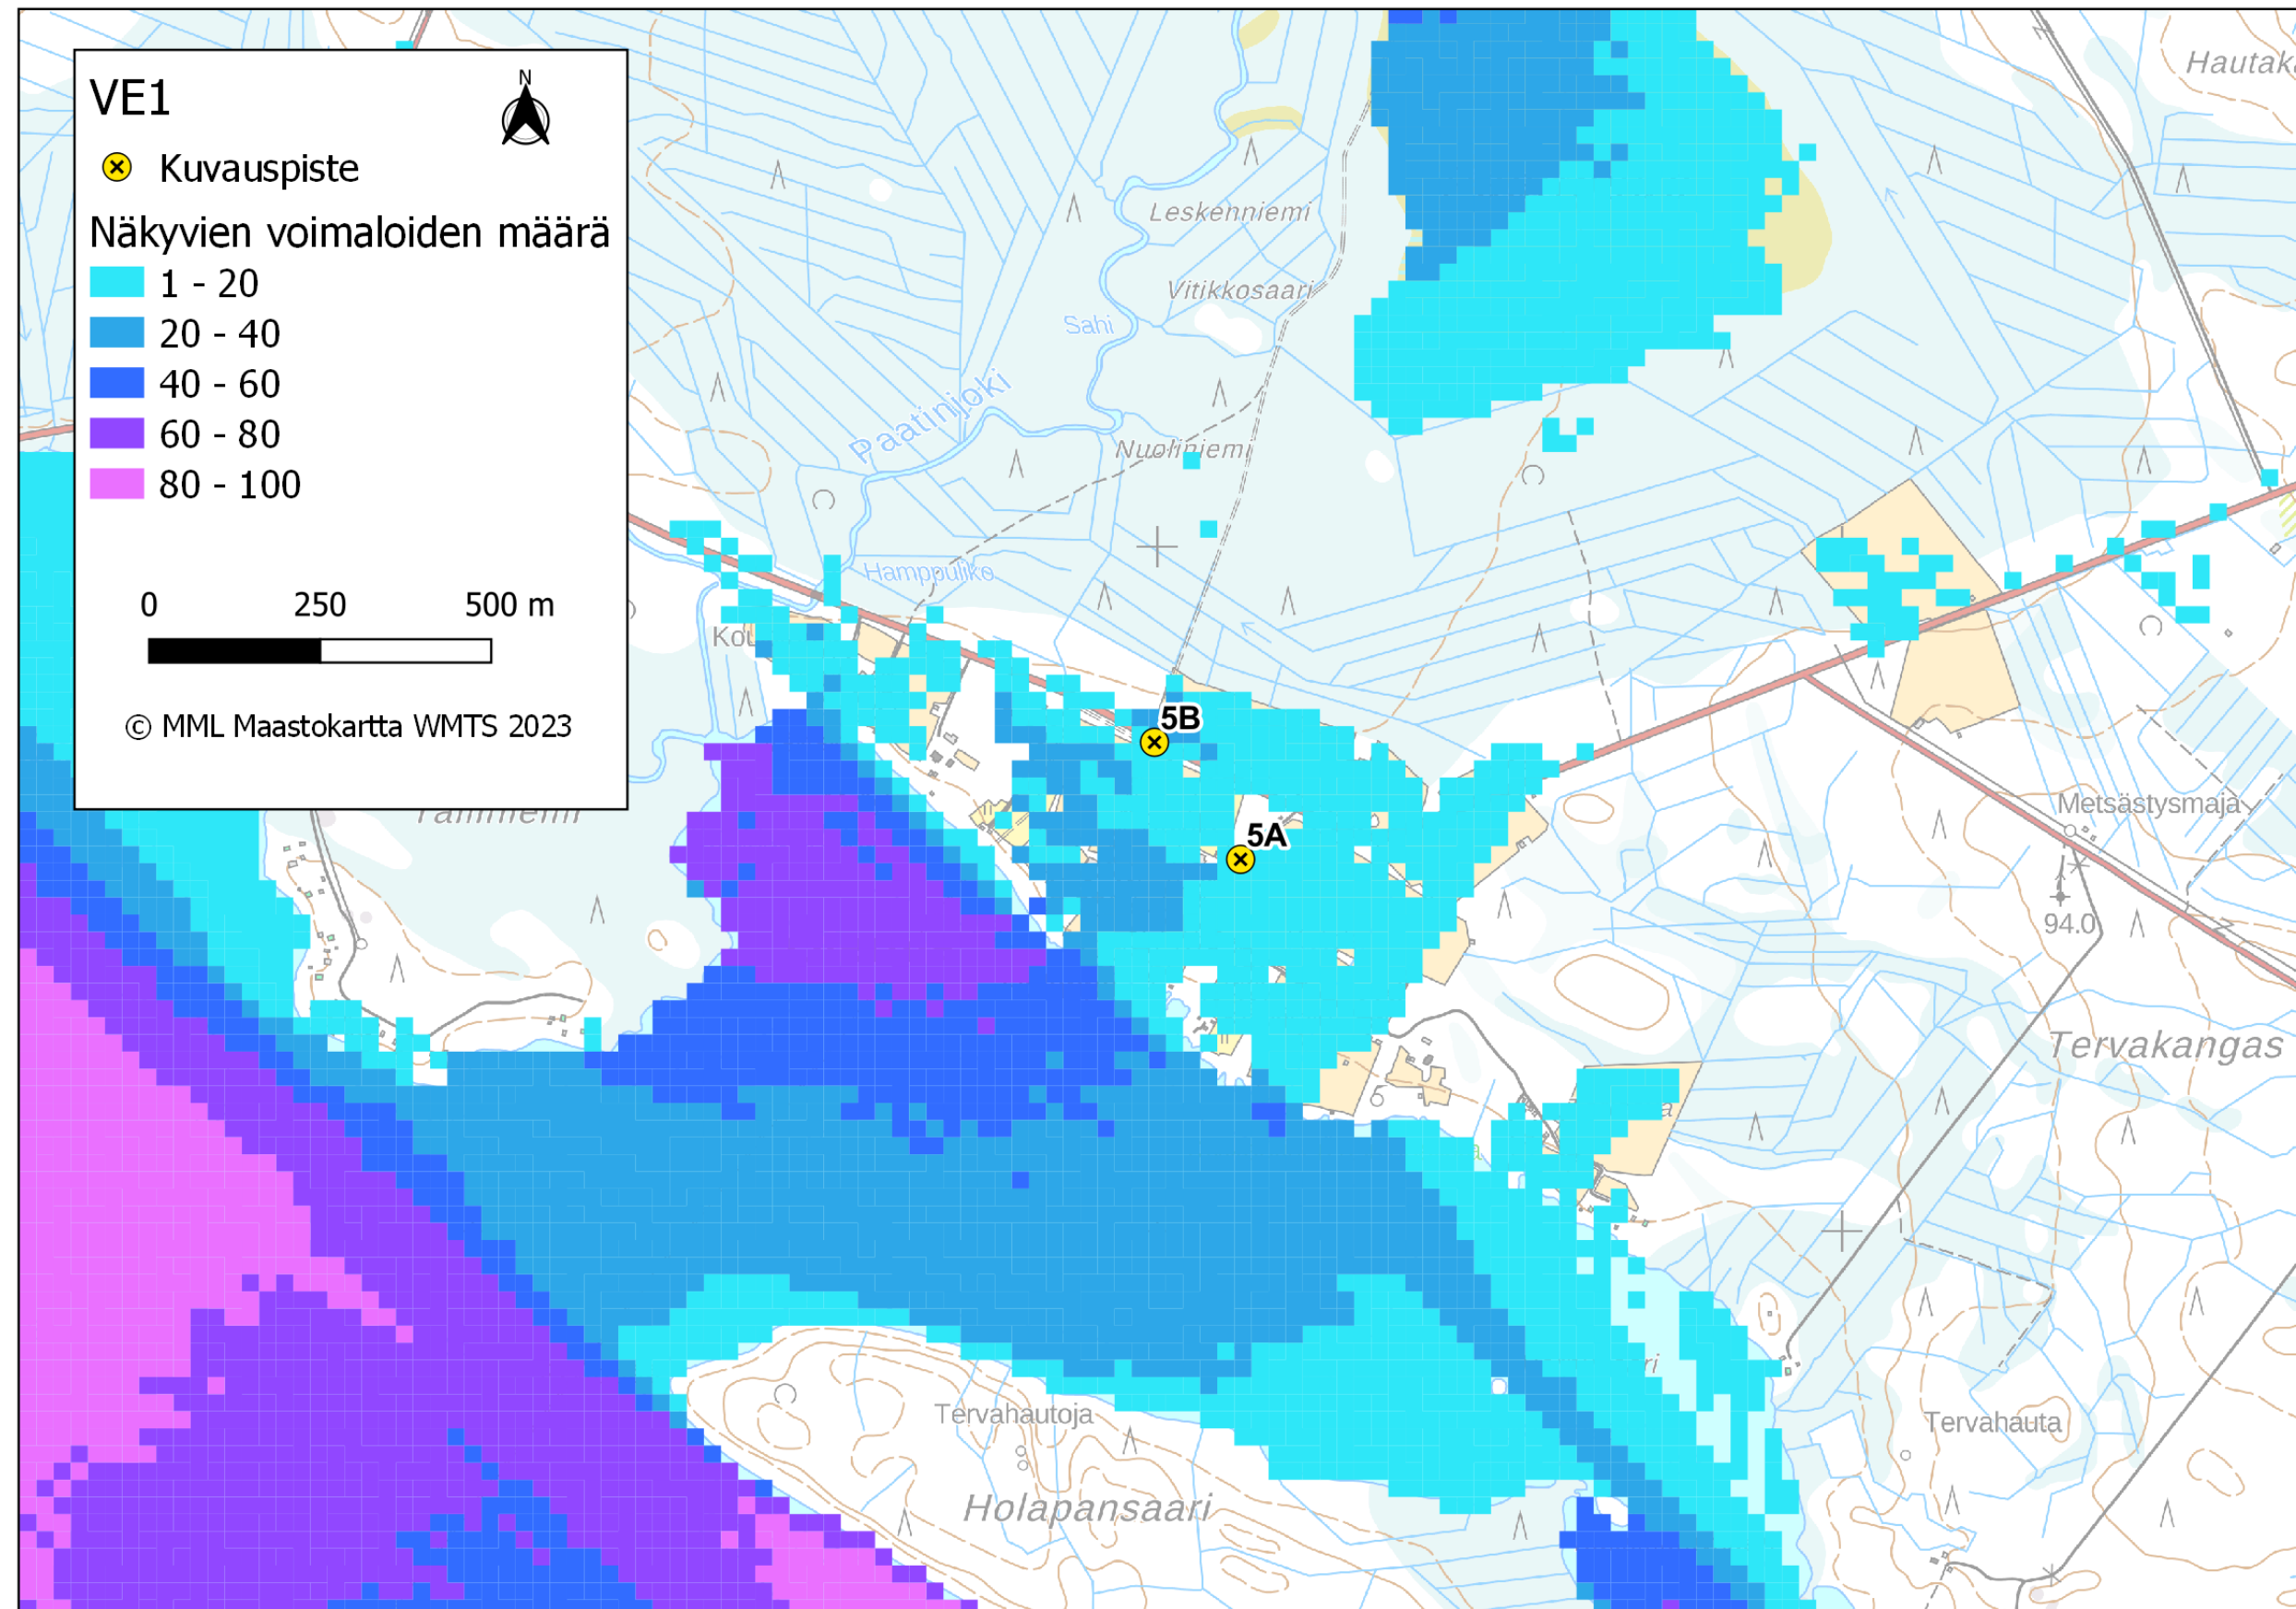 VE1
N
Kuvauspiste
Näkyvien voimaloiden määrä
1 - 20
20 - 40
40 - 60
60 - 80
80 - 100
0 250 500 m
© MML Maastokartta WMTS 2023
Leskenniemi
Vitikkosaari
Sahi
Paatinjoki
Nuoliniemi
Hamppuliko
5B
5A
Metsästysmaja
94.0
Tervakangas
Tervahautoja
Tervahauta
Holapansaari